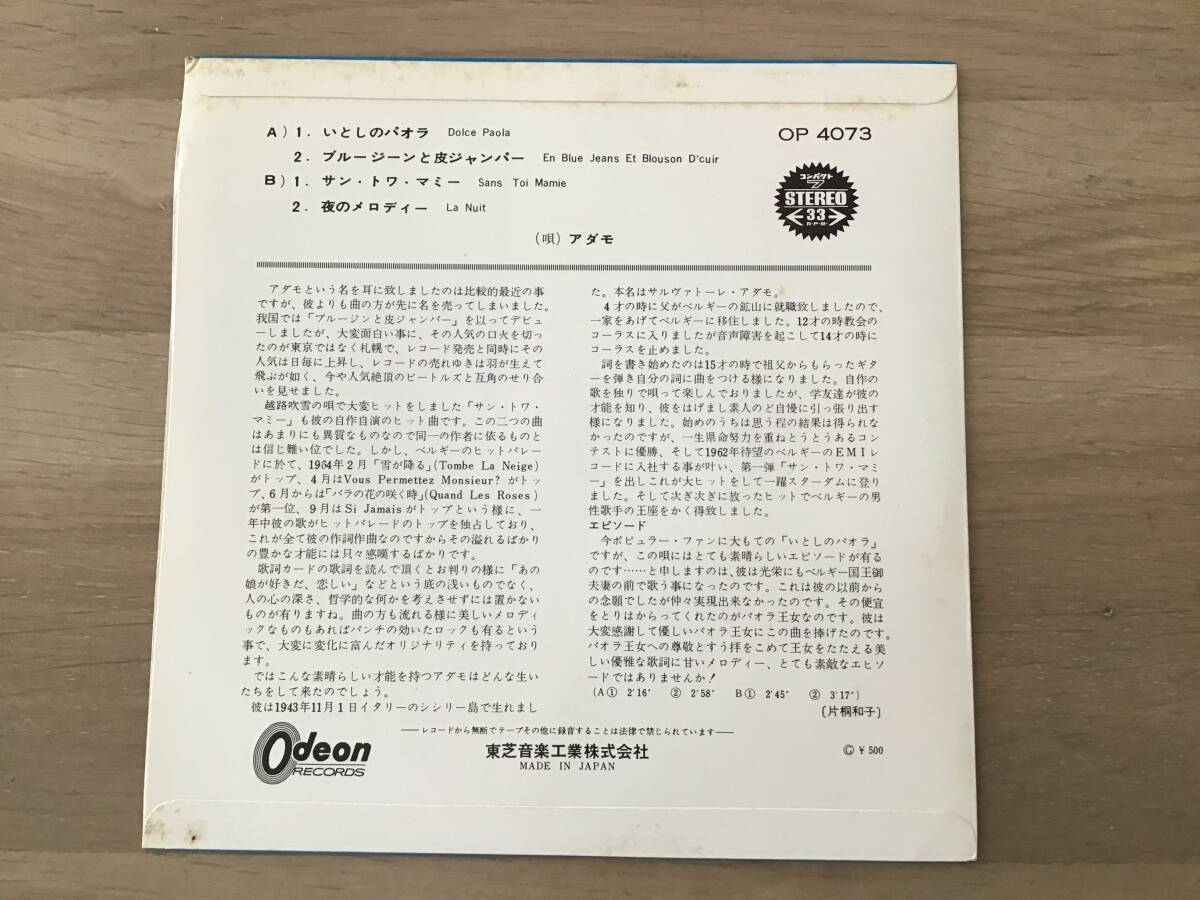 A) 1. いとしのパオラ Dolce Paola
2. ブルージーンと皮ジャンパー En Blue Jeans Et Blouson D'cuir
B) 1. サン・トワ・マミー Sans Toi Mamie
2. 夜のメロディー La Nuit
(唄) アダモ
OP 4073
コンパクト
7
STEREO
33
R.P.M.
アダモという名を耳に致しましたのは比較的最近の事
ですが、彼よりも曲の方が先に名を売ってしまいました。
我国では「ブルージンと皮ジャンパー」を以ってデビュ
ーしましたが、大変面白い事に、その人気の口火を切っ
たのが東京ではなく札幌で、レコード発売と同時にその
人気は日毎に上昇し、レコードの売れゆきは羽が生えて
飛ぶが如く、今や人気絶頂のビートルズと互角のせり合
いを見せました。
越路吹雪の唄で大変ヒットをしました「サン・トワ・
マミー」も彼の自作自演のヒット曲です。この二つの曲
はあまりにも異質なものなので同一の作者に依るものと
は信じ難い位でした。しかし、ベルギーのヒットパレー
ドに於て、1964年2月「雪が降る」(Tombe La Neige)
がトップ、4月はVous Permettez Monsieur? がトッ
プ、6月からは「バラの花の咲く時」(Quand Les Roses)
が第一位、9月は Si Jamais がトップという様に、一
年中彼の歌がヒットパレードのトップを独占しており、
これが全て彼の作詞作曲なのですからその溢れるばかり
の豊かな才能には只々感嘆するばかりです。
歌詞カードの歌詞を読んで頂くとお判りの様に「あの
娘が好きだ、恋しい」などという底の浅いものでなく、
人の心の深さ、哲学的な何かを考えさせずには置かない
ものが有りますね。曲の方も流れる様に美しいメロディ
ックなものもあればパンチの効いたロックも有るという
事で、大変に変化に富んだオリジナリティを持っており
ます。
ではこんな素晴らしい才能を持つアダモはどんな生い
たちをして来たのでしょう。
彼は1943年11月1日イタリーのシシリー島で生れまし
た。本名はサルヴァトーレ・アダモ。
4才の時に父がベルギーの鉱山に就職致しましたので、
一家をあげてベルギーに移住しました。12才の時教会の
コーラスに入りましたが音声障害を起こして14才の時に
コーラスを止めました。
詞を書き始めたのは15才の時で祖父からもらったギタ
ーを弾き自分の詞に曲をつける様になりました。自作の
歌を独りで唄って楽しんでおりましたが、学友達が彼の
才能を知り、彼をはげまし素人のど自慢に引っ張り出す
様になりました。始めのうちは思う程の結果は得られな
かったのですが、一生県命努力を重ねとうとうあるコン
テストに優勝、そして1962年待望のベルギーのEMIレ
コードに入社する事が叶い、第一弾「サン・トワ・マミ
ー」を出しこれが大ヒットをして一躍スターダムに登り
ました。そして次ぎ次ぎに放ったヒットでベルギーの男
性歌手の王座をかく得致しました。
エピソード
今ポピュラー・ファンに大もての「いとしのパオラ」
ですが、この唄にはとても素晴らしいエピソードが有る
のです……と申しますのは、彼は光栄にもベルギー国王御
夫妻の前で歌う事になったのです。これは彼の以前から
の念願でしたが仲々実現出来なかったのです。その便宜
をとりはからってくれたのがパオラ王女なのです。彼は
大変感謝して優しいパオラ王女にこの曲を捧げたのです。
パオラ王女への尊敬とすう拝をこめて王女をたたえる美
しい優雅な歌詞に甘いメロディー、とても素敵なエヒソ
ードではありませんか!
(A① 2'16" ② 2'58" B① 2'45" ② 3'17")
〔片桐和子〕
Odeon
RECORDS
——レコードから無断でテープその他に録音することは法律で禁じられています——
東芝音楽工業株式会社
MADE IN JAPAN
Ⓖ ¥ 500